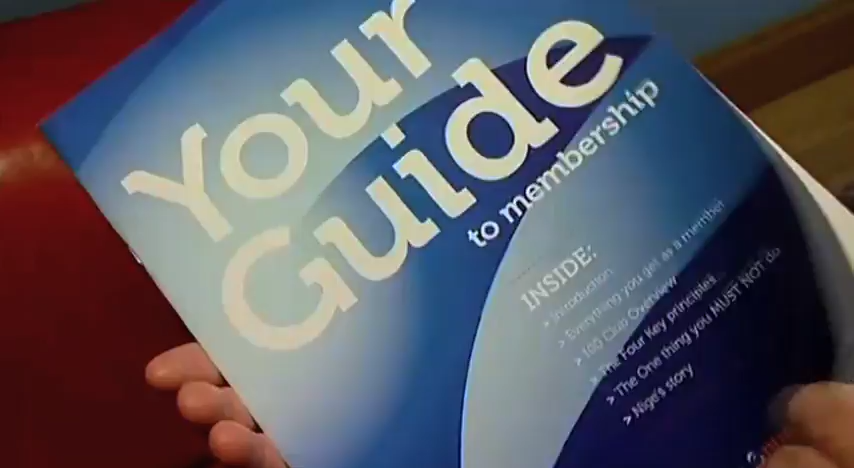 Your
Guide
to membership
INSIDE:
> Introduction
> Everything you get as a member
> 100 Club Overview
> The Four Key principles...
> The One thing you MUST NOT do
> Nige's story